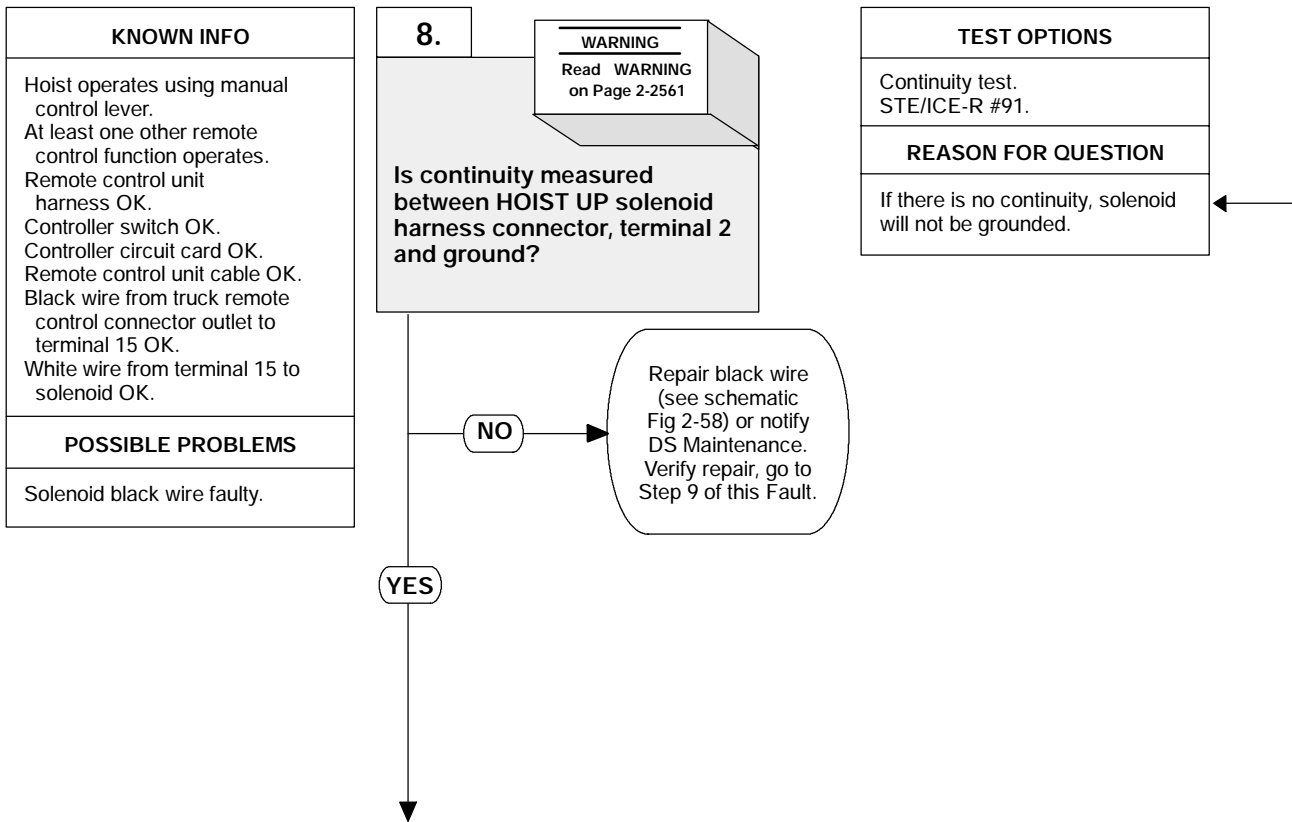 KNOWN INFO
Hoist operates using manual
control lever.
At least one other remote
control function operates.
Remote control unit
harness OK.
Controller switch OK.
Controller circuit card OK.
Remote control unit cable OK.
Black wire from truck remote
control connector outlet to
terminal 15 OK.
White wire from terminal 15 to
solenoid OK.
POSSIBLE PROBLEMS
Solenoid black wire faulty.
8.
WARNING
Read WARNING
on Page 2-2561
Is continuity measured
between HOIST UP solenoid
harness connector, terminal 2
and ground?
TEST OPTIONS
Continuity test.
STE/ICE-R #91.
REASON FOR QUESTION
If there is no continuity, solenoid
will not be grounded.
NO
Repair black wire
(see schematic
Fig 2-58) or notify
DS Maintenance.
Verify repair, go to
Step 9 of this Fault.
YES